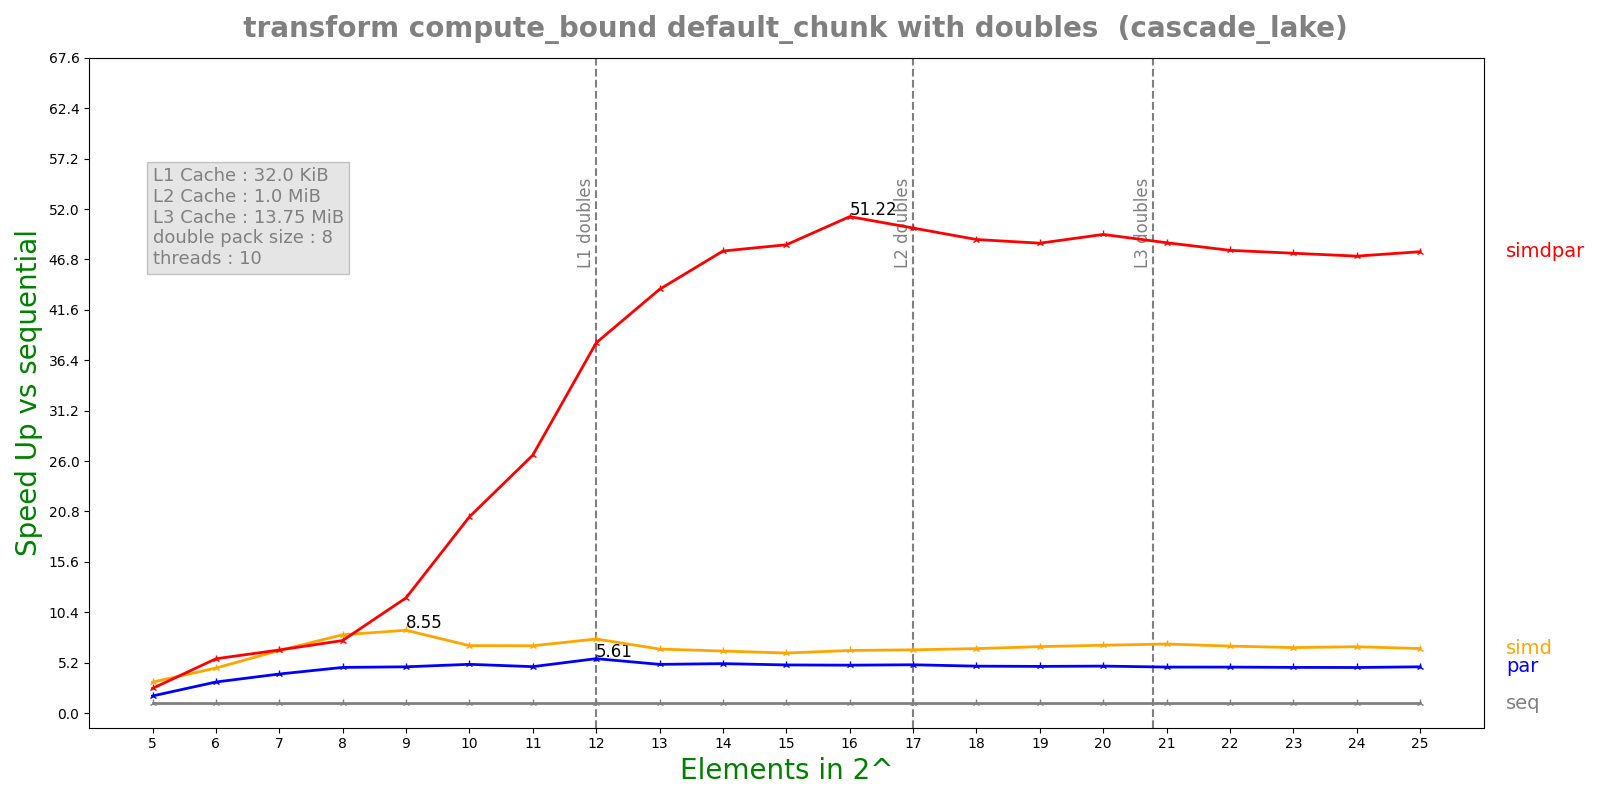 transform compute_bound default_chunk with doubles (cascade_lake)
67.6
62.4
57.2
52.0
46.8
41.6
36.4
31.2
26.0
20.8
15.6
10.4
5.2
0.0
Speed Up vs sequential
L1 Cache : 32.0 KiB
L2 Cache : 1.0 MiB
L3 Cache : 13.75 MiB
double pack size : 8
threads : 10
L1 doubles
L2 doubles
L3 doubles
51.22
8.55
5.61
simdpar
simd
par
seq
5 6 7 8 9 10 11 12 13 14 15 16 17 18 19 20 21 22 23 24 25
Elements in 2^